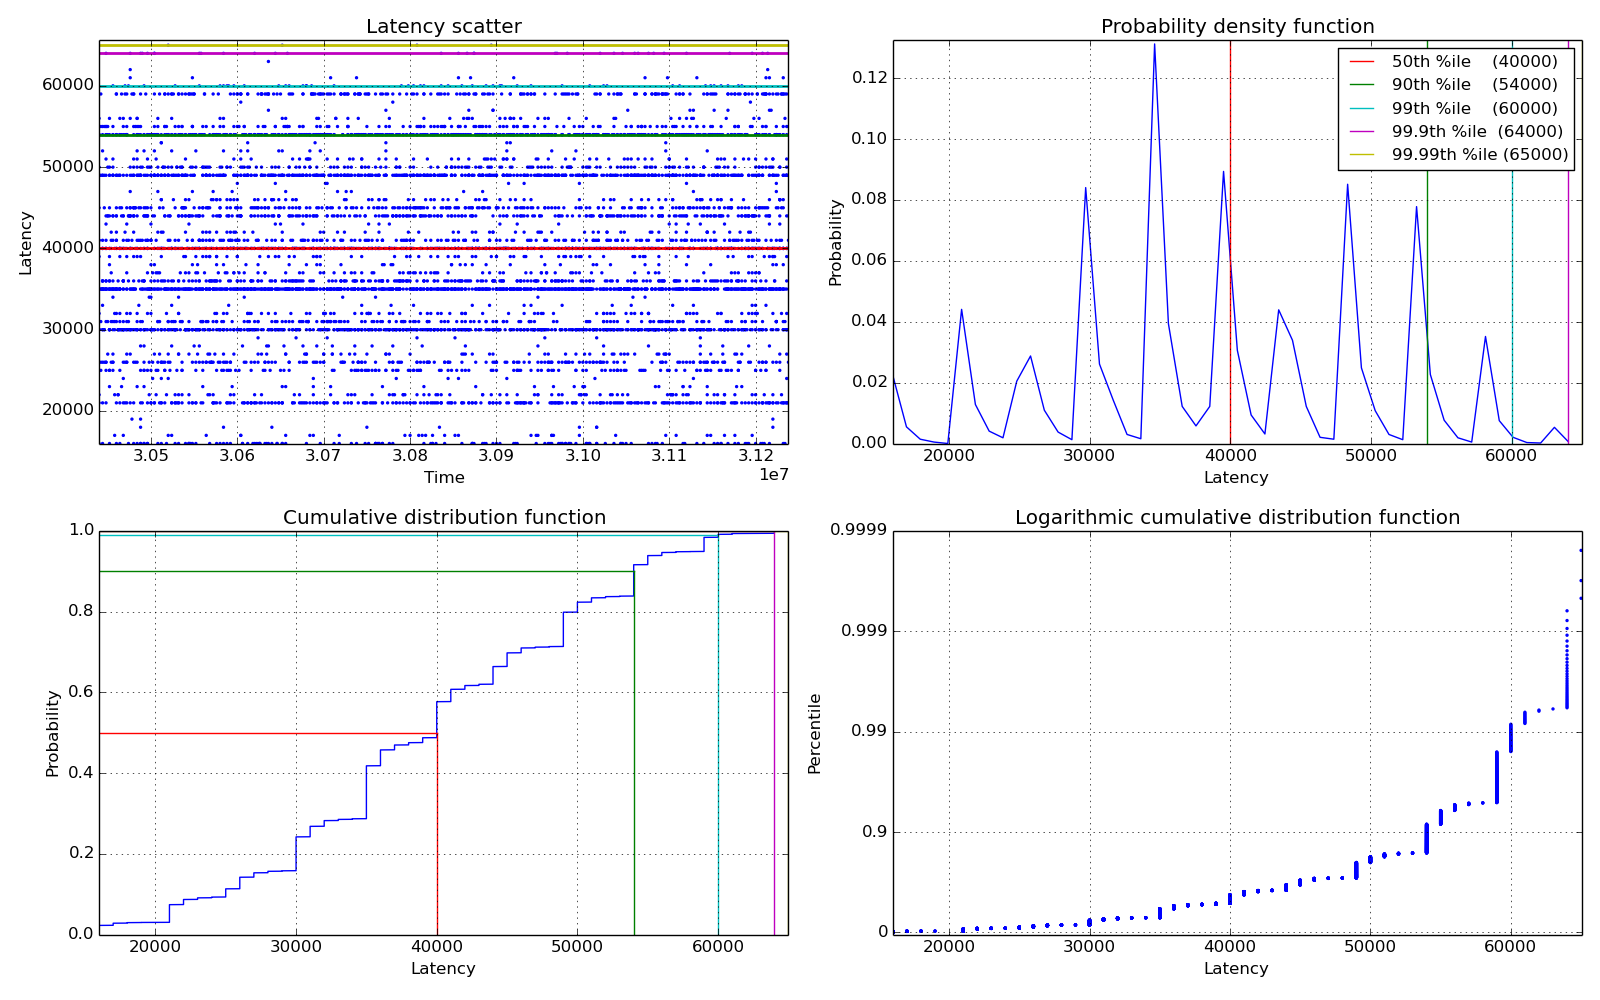 Latency scatter
60000
50000
40000
30000
20000
Latency
3.05 3.06 3.07 3.08 3.09 3.10 3.11 3.12
1e7
Time
Probability density function
0.12
0.10
0.08
0.06
0.04
0.02
0.00
Probability
50th %ile (40000)
90th %ile (54000)
99th %ile (60000)
99.9th %ile (64000)
99.99th %ile (65000)
20000 30000 40000 50000 60000
Latency
Cumulative distribution function
1.0
0.8
0.6
0.4
0.2
0.0
Probability
20000 30000 40000 50000 60000
Latency
Logarithmic cumulative distribution function
0.9999
0.999
0.99
0.9
0
Percentile
20000 30000 40000 50000 60000
Latency